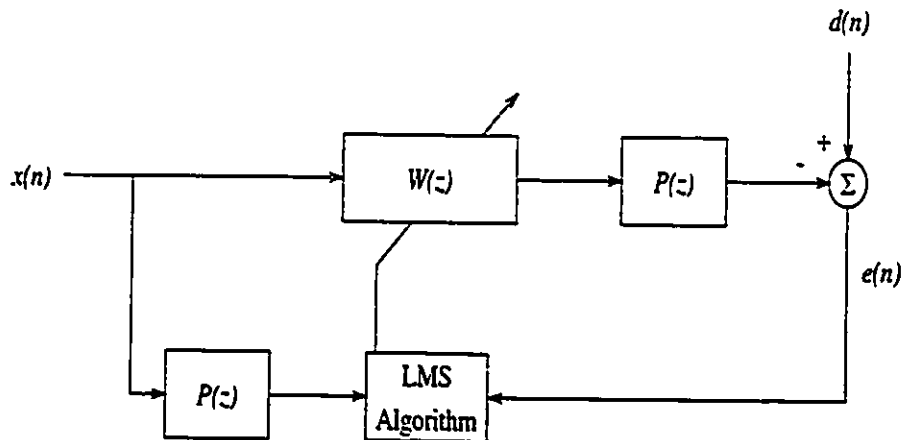 d(n)
+
x(n)
W(z)
P(z)
-
Σ
e(n)
P(z)
LMS
Algorithm